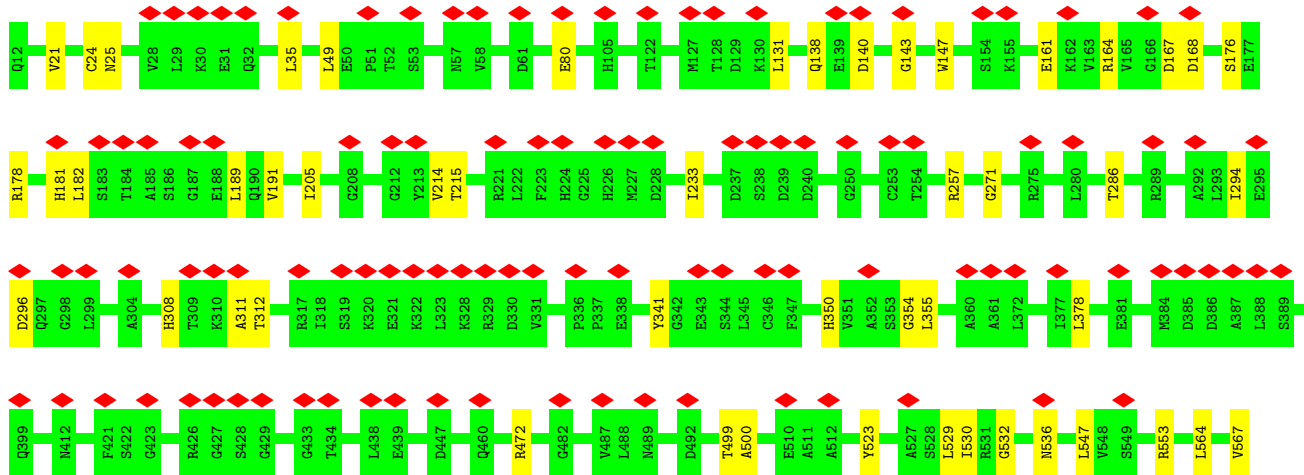 Q12 V21 C24 N25 V28 L29 K30 E31 Q32 L35 L49 E50 P51 T52 S53 N57 V58 D61 E80 H105 T122 M127 T128 D129 K130 L131 Q138 E139 D140 G143 W147 S154 K155 E161 K162 V163 R164 V165 G166 D167 D168 S176 E177
R178 H181 L182 S183 T184 A185 S186 G187 E188 L189 Q190 V191 I205 G208 G212 Y213 V214 T215 R221 L222 F223 H224 G225 H226 M227 D228 I233 D237 S238 D239 D240 G250 C253 T254 R257 G271 R275 L280 T286 R289 A292 L293 I294 E295
D296 Q297 G298 L299 A304 H308 T309 K310 A311 T312 R317 I318 S319 K320 E321 K322 L323 K328 R329 D330 V331 P336 P337 E338 Y341 G342 E343 S344 L345 C346 F347 H350 V351 A352 S353 G354 L355 A360 A361 L372 I377 L378 E381 M384 D385 D386 A387 L388 S389
Q399 N412 F421 S422 G423 R426 G427 S428 G429 G433 T434 L438 E439 D447 Q460 R472 G482 V487 L488 N489 D492 T499 A500 E510 A511 A512 Y523 A527 S528 L529 I530 R531 G532 N536 L547 V548 S549 R553 L564 V567